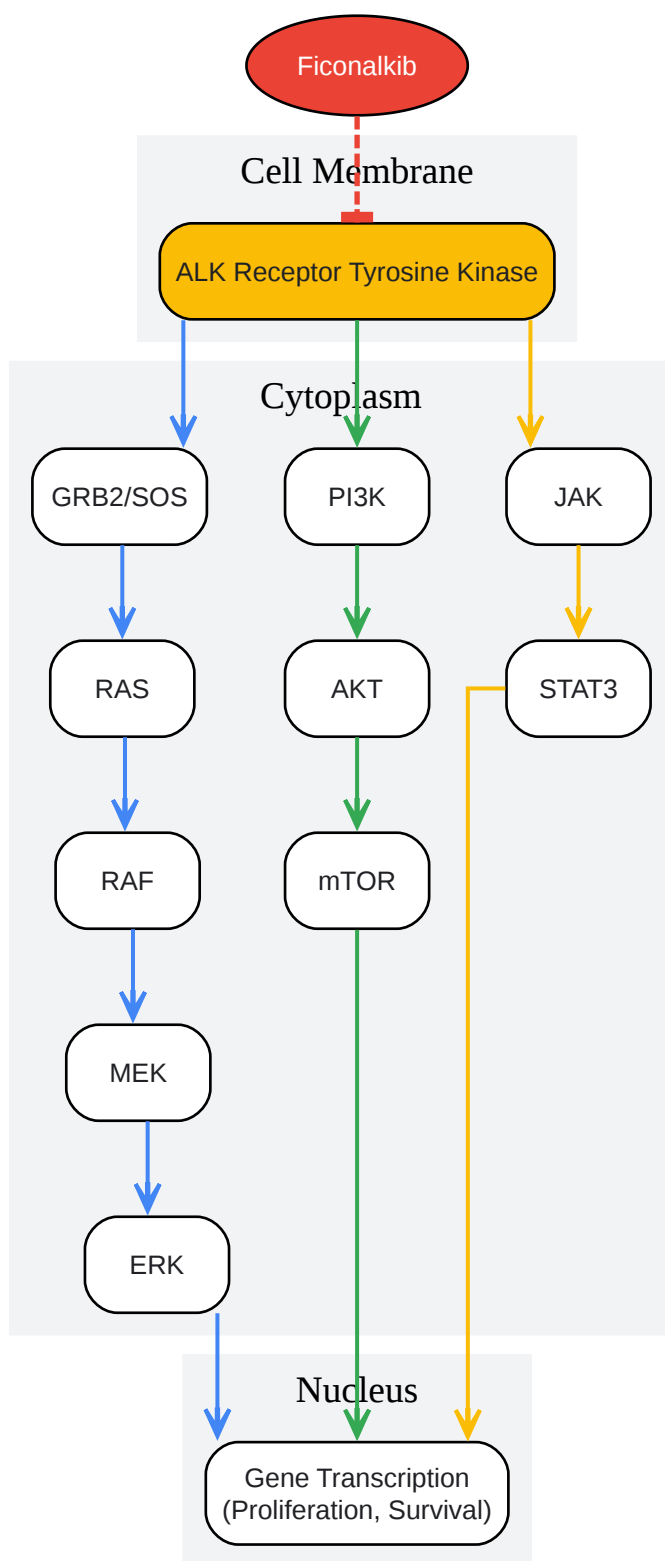 Ficonalkib
Cell Membrane
ALK Receptor Tyrosine Kinase
Cytoplasm
GRB2/SOS
PI3K
JAK
RAS
AKT
STAT3
RAF
mTOR
MEK
ERK
Nucleus
Gene Transcription
(Proliferation, Survival)